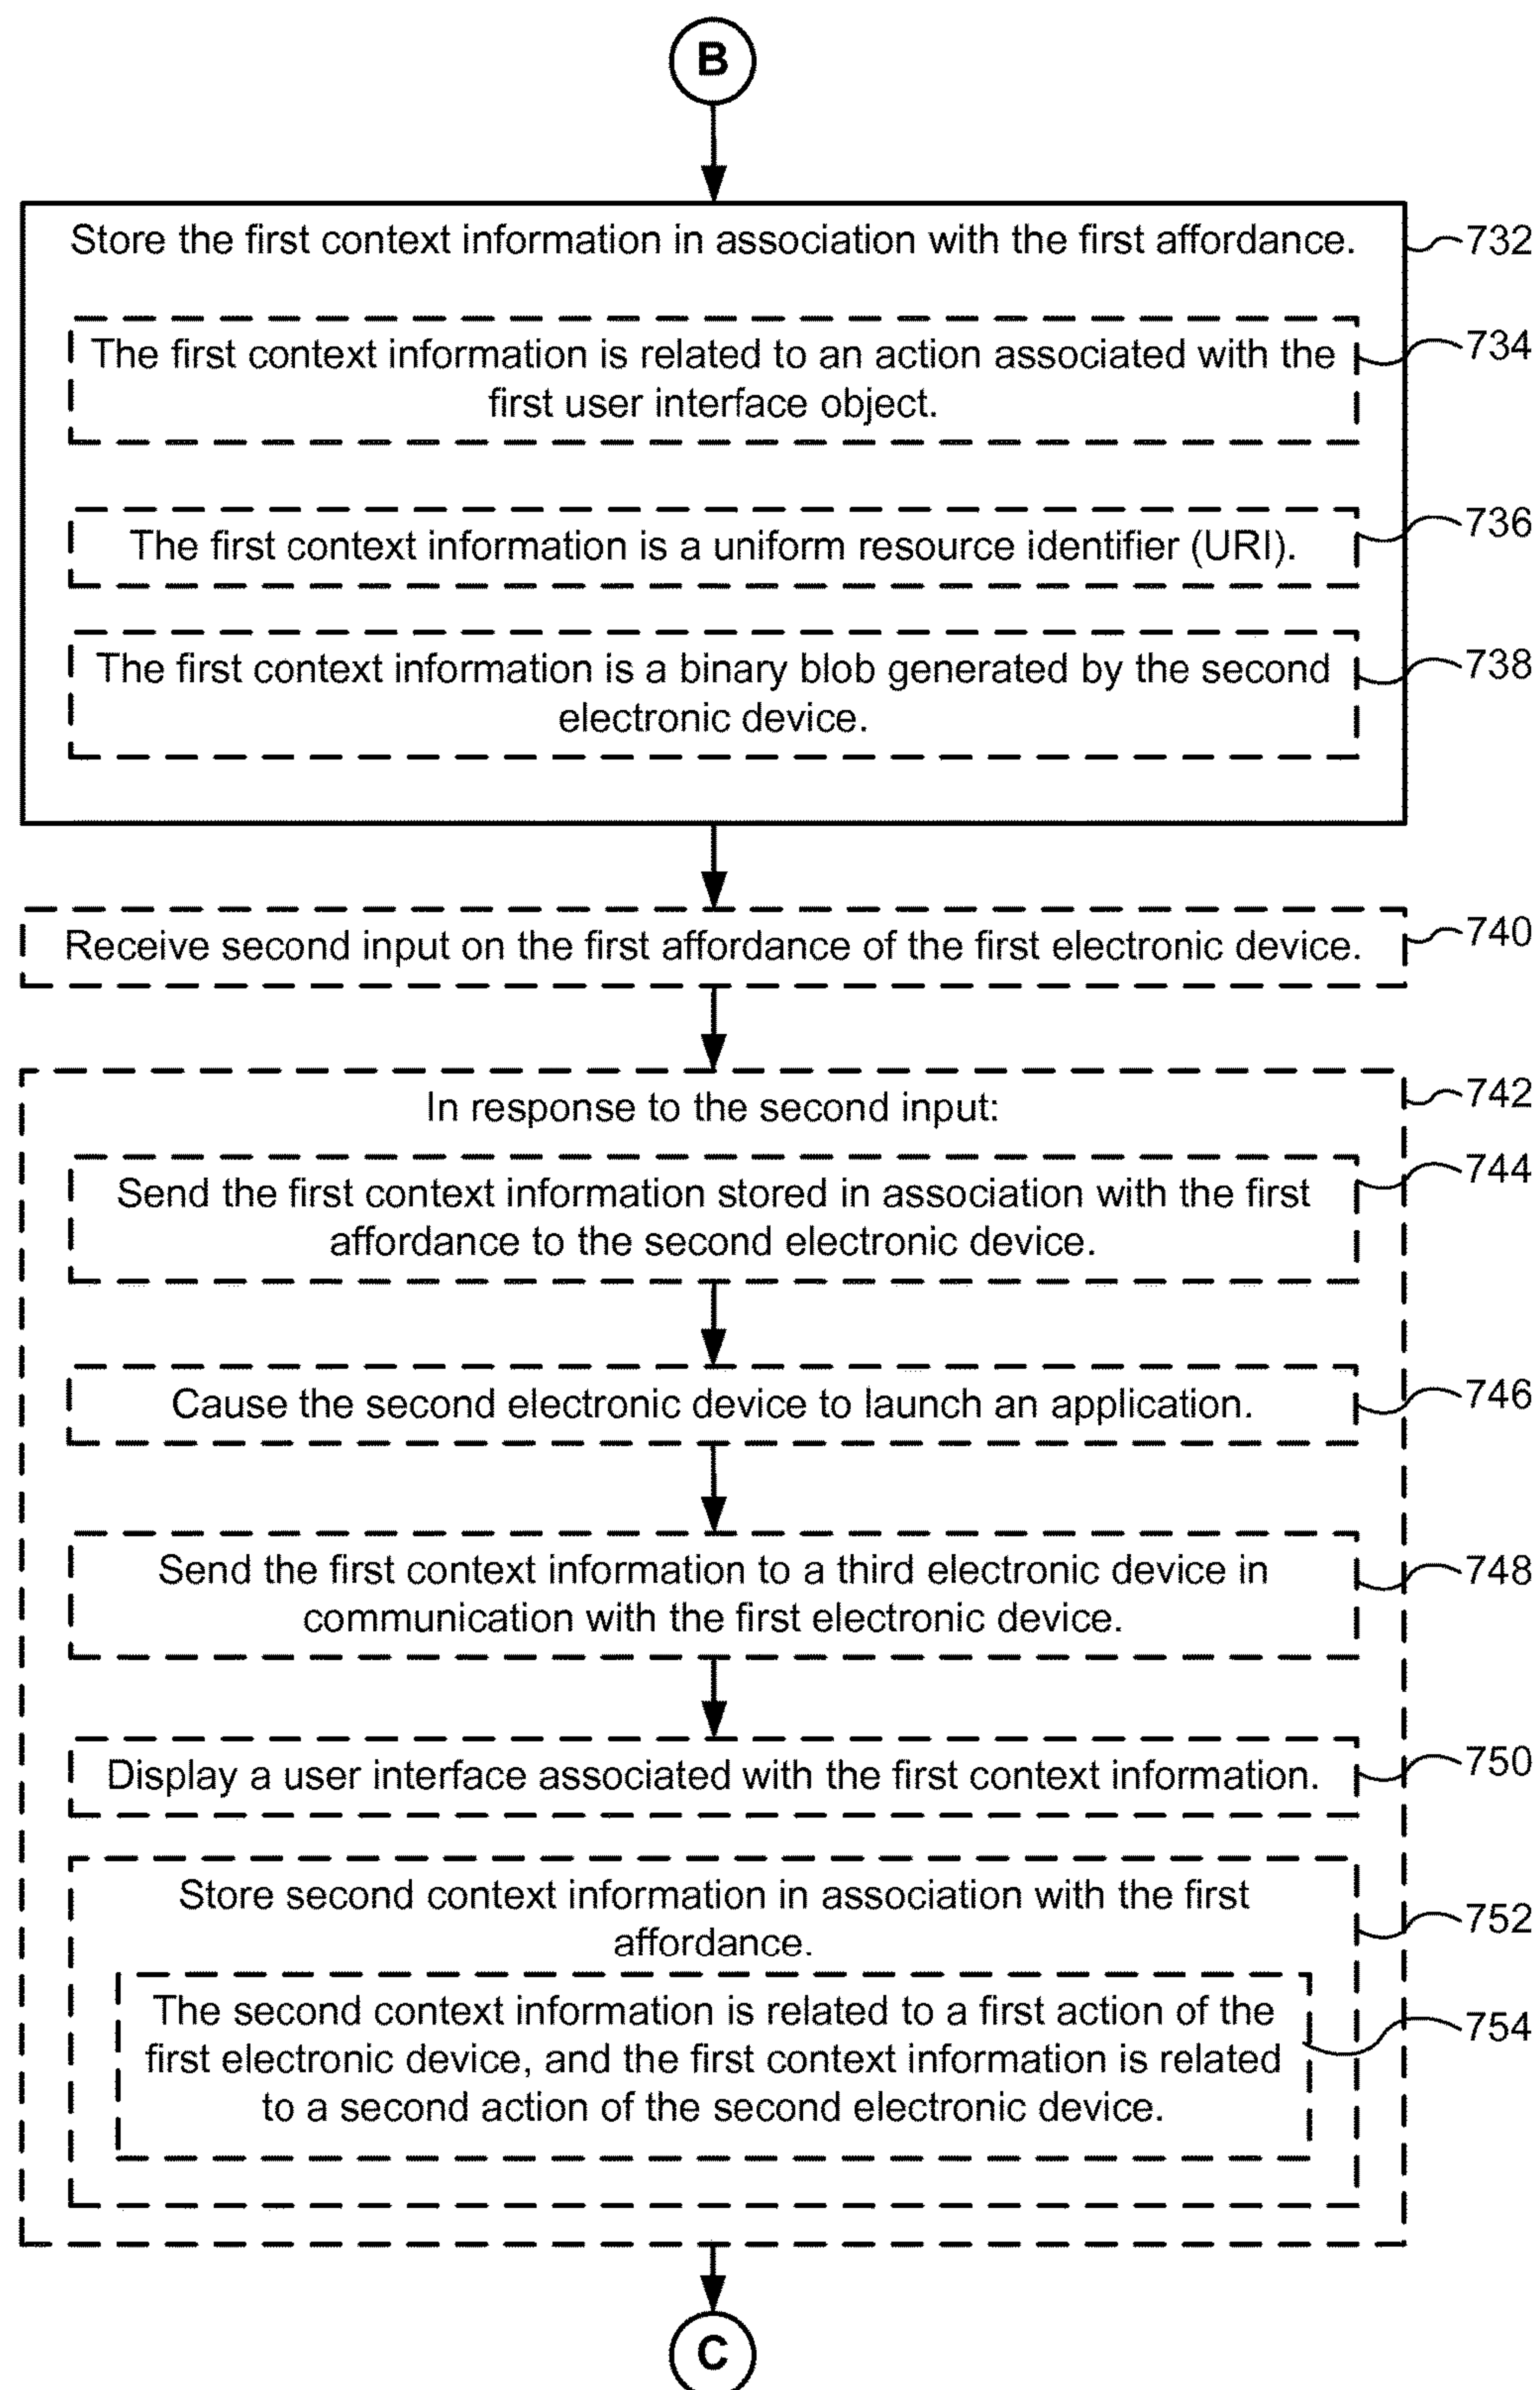 B
Store the first context information in association with the first affordance.
732
The first context information is related to an action associated with the
first user interface object.
734
The first context information is a uniform resource identifier (URI).
736
The first context information is a binary blob generated by the second
electronic device.
738
Receive second input on the first affordance of the first electronic device.
740
In response to the second input:
742
Send the first context information stored in association with the first
affordance to the second electronic device.
744
Cause the second electronic device to launch an application.
746
Send the first context information to a third electronic device in
communication with the first electronic device.
748
Display a user interface associated with the first context information.
750
Store second context information in association with the first
affordance.
752
The second context information is related to a first action of the
first electronic device, and the first context information is related
to a second action of the second electronic device.
754
C